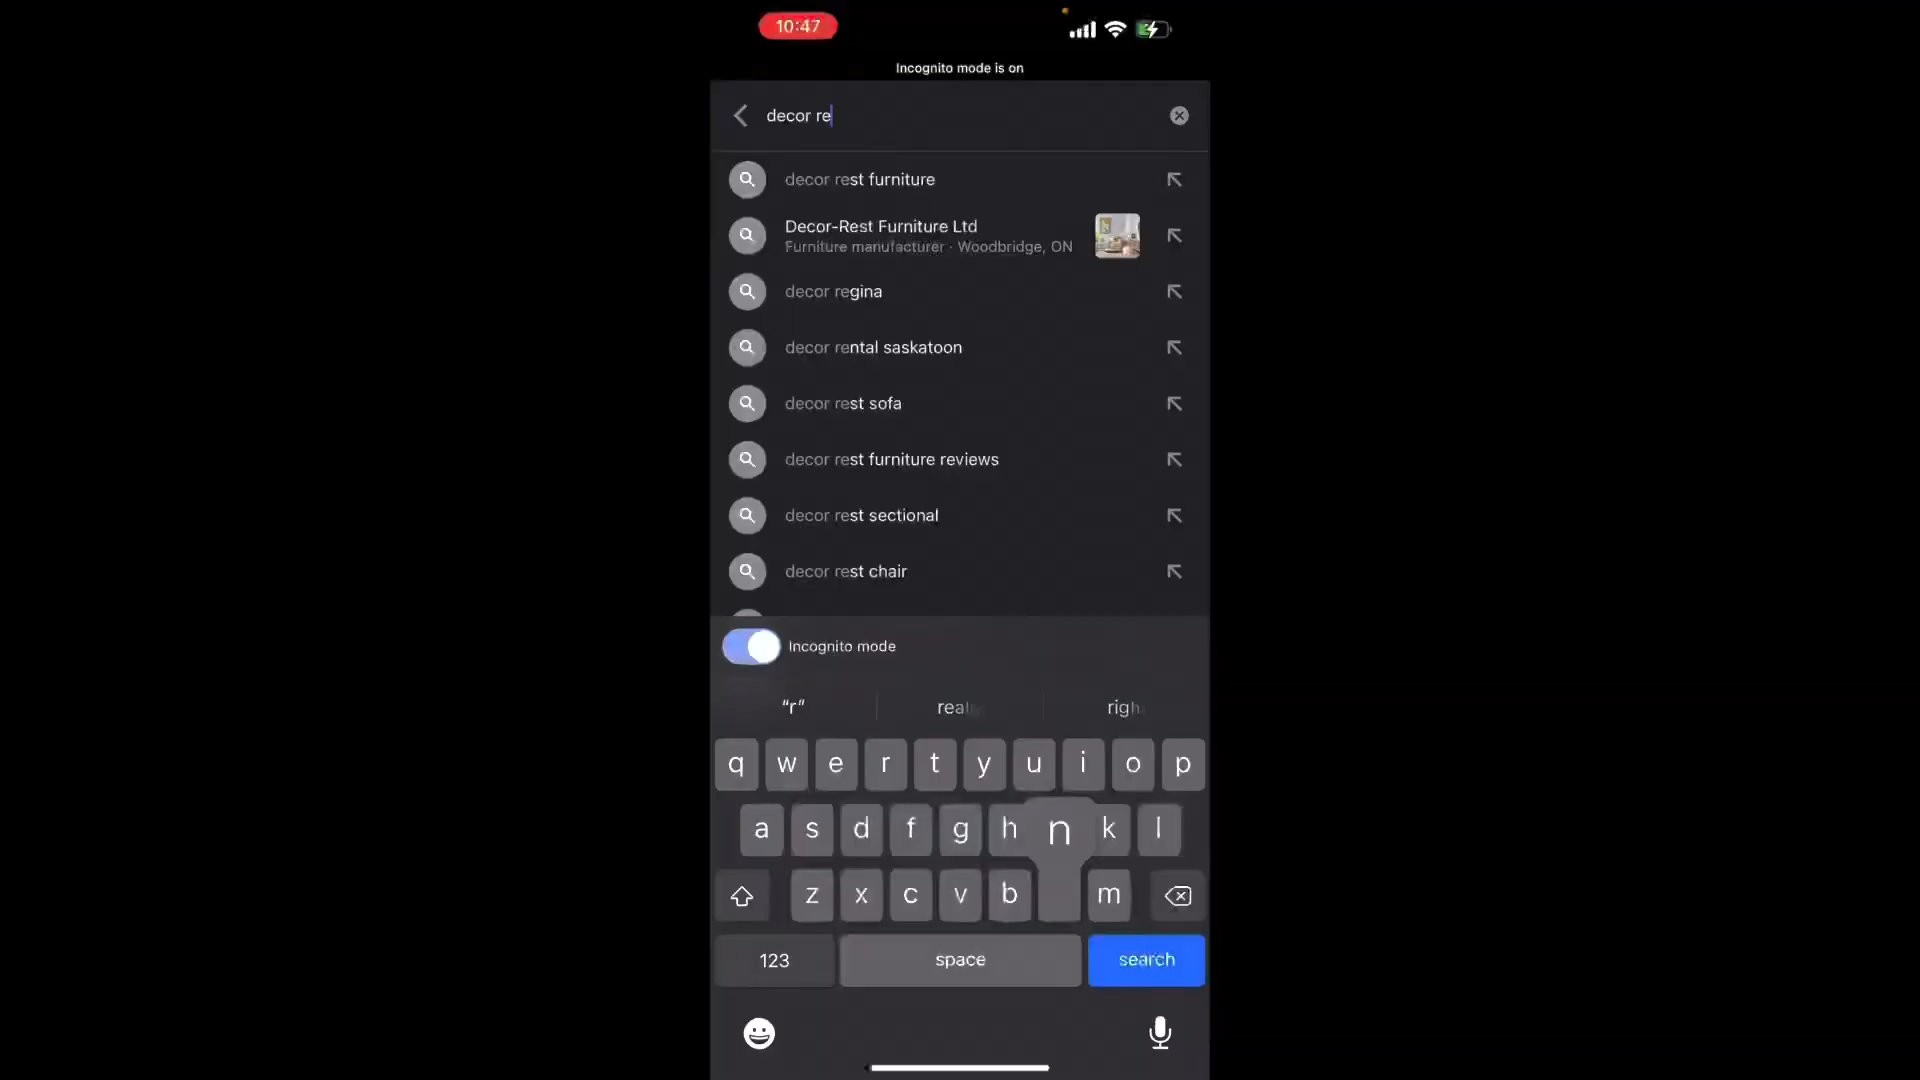 10:47
Incognito mode is on
decor re
decor rest furniture
Decor-Rest Furniture Ltd
Furniture manufacturer · Woodbridge, ON
decor regina
decor rental saskatoon
decor rest sofa
decor rest furniture reviews
decor rest sectional
decor rest chair
Incognito mode
"r"
q w e r t y u i o p
a s d f g h n k l
z x c v b m
123 space search